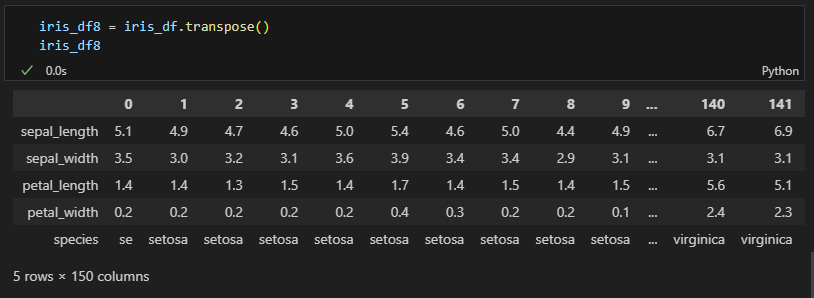 iris_df8 = iris_df.transpose()
iris_df8
0.0s Python
0 1 2 3 4 5 6 7 8 9 ... 140 141
sepal_length 5.1 4.9 4.7 4.6 5.0 5.4 4.6 5.0 4.4 4.9 ... 6.7 6.9
sepal_width 3.5 3.0 3.2 3.1 3.6 3.9 3.4 3.4 2.9 3.1 ... 3.1 3.1
petal_length 1.4 1.4 1.3 1.5 1.4 1.7 1.4 1.5 1.4 1.5 ... 5.6 5.1
petal_width 0.2 0.2 0.2 0.2 0.2 0.4 0.3 0.2 0.2 0.1 ... 2.4 2.3
species se setosa setosa setosa setosa setosa setosa setosa setosa setosa ... virginica virginica
5 rows × 150 columns